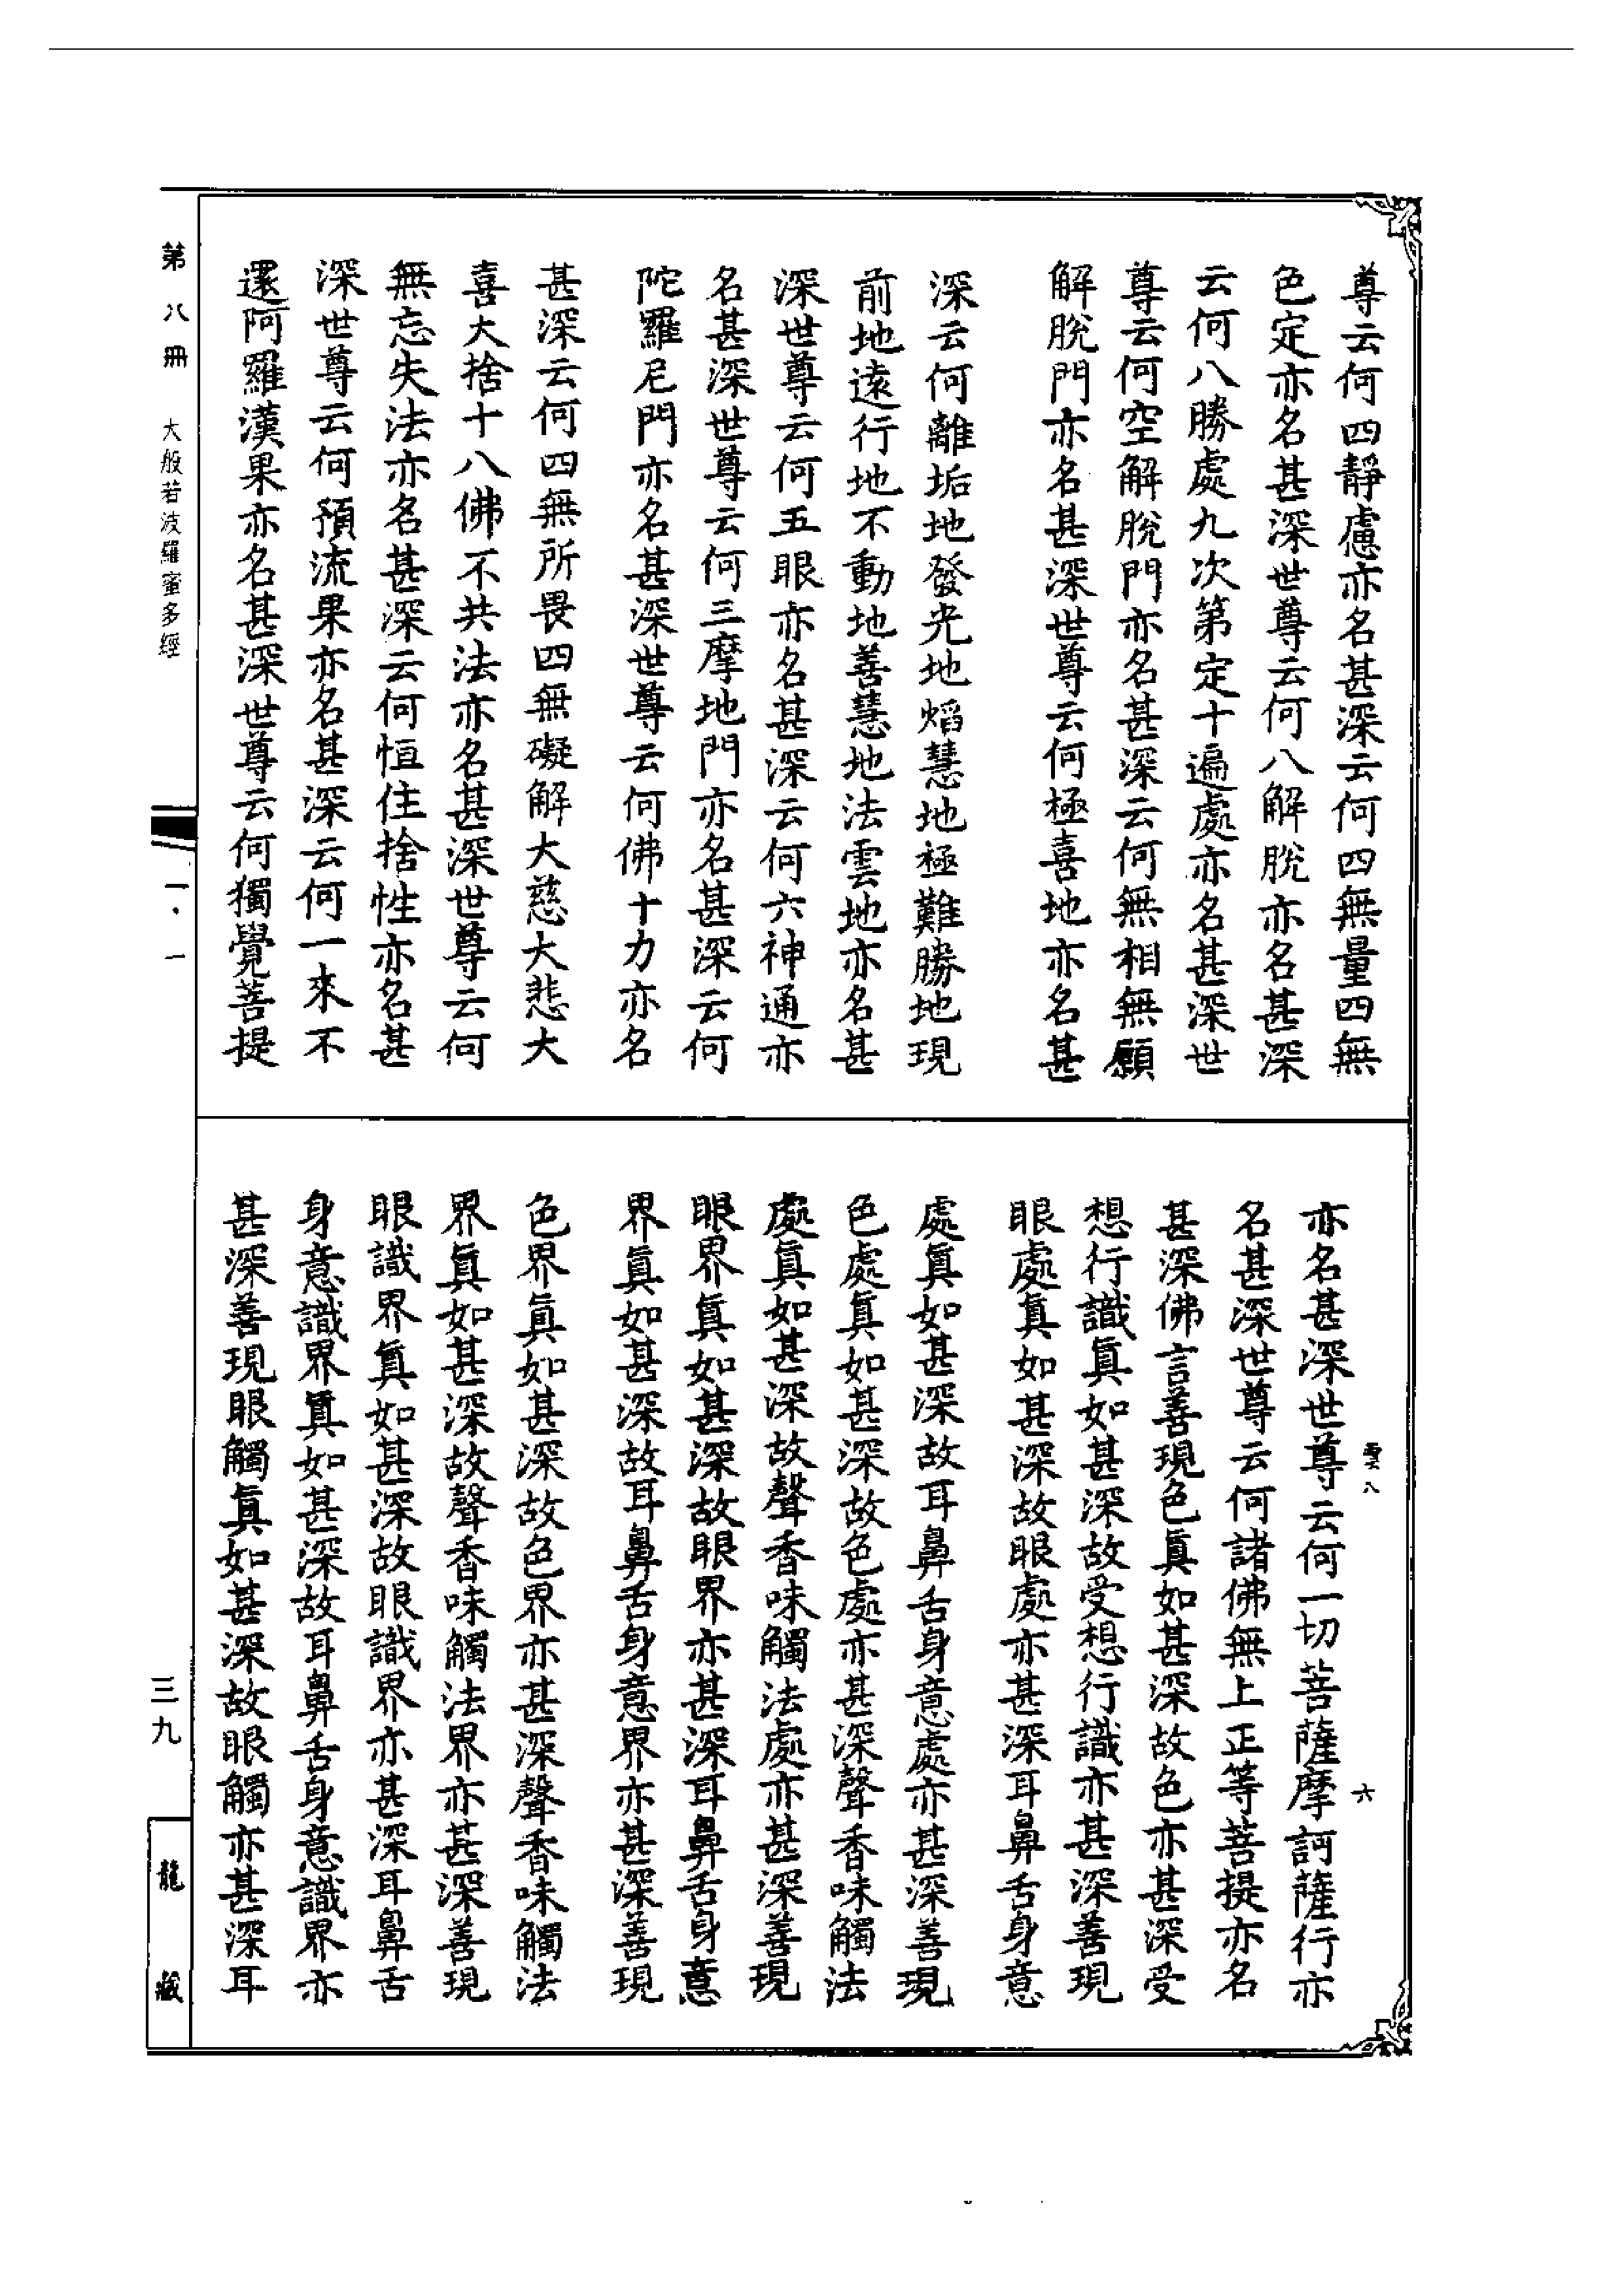 尊云何四靜慮亦名甚深云何四無量四無
色定亦名甚深世尊云何八解脫亦名甚深
云何八勝處九次第定十遍處亦名甚深世
尊云何空解脫門亦名甚深云何無相無願
解脫門亦名甚深世尊云何極喜地亦名甚
深云何離垢地發光地焰慧地極難勝地現
前地遠行地不動地善慧地法雲地亦名甚
深世尊云何五眼亦名甚深云何六神通亦
名甚深世尊云何三摩地門亦名甚深云何
陀羅尼門亦名甚深世尊云何佛十力亦名
甚深云何四無所畏四無礙解大慈大悲大
喜大捨十八佛不共法亦名甚深世尊云何
無忘失法亦名甚深云何恒住捨性亦名甚
深世尊云何預流果亦名甚深云何一來不
還阿羅漢果亦名甚深世尊云何獨覺菩提
亦名甚深世尊云何一切菩薩摩訶薩行亦
名甚深世尊云何諸佛無上正等菩提亦名
甚深佛言善現色真如甚深故色亦甚深受
想行識真如甚深故受想行識亦甚深善現
眼處真如甚深故眼處亦甚深耳鼻舌身意
處真如甚深故耳鼻舌身意處亦甚深善現
色處真如甚深故色處亦甚深聲香味觸法
處真如甚深故聲香味觸法處亦甚深善現
眼界真如甚深故眼界亦甚深耳鼻舌身意
界真如甚深故耳鼻舌身意界亦甚深善現
色界真如甚深故色界亦甚深聲香味觸法
界真如甚深故聲香味觸法界亦甚深善現
眼識界真如甚深故眼識界亦甚深耳鼻舌
身意識界真如甚深故耳鼻舌身意識界亦
甚深善現眼觸真如甚深故眼觸亦甚深耳
雲八
六
第八冊 大般若波羅蜜多經
一·一
三九
龍藏